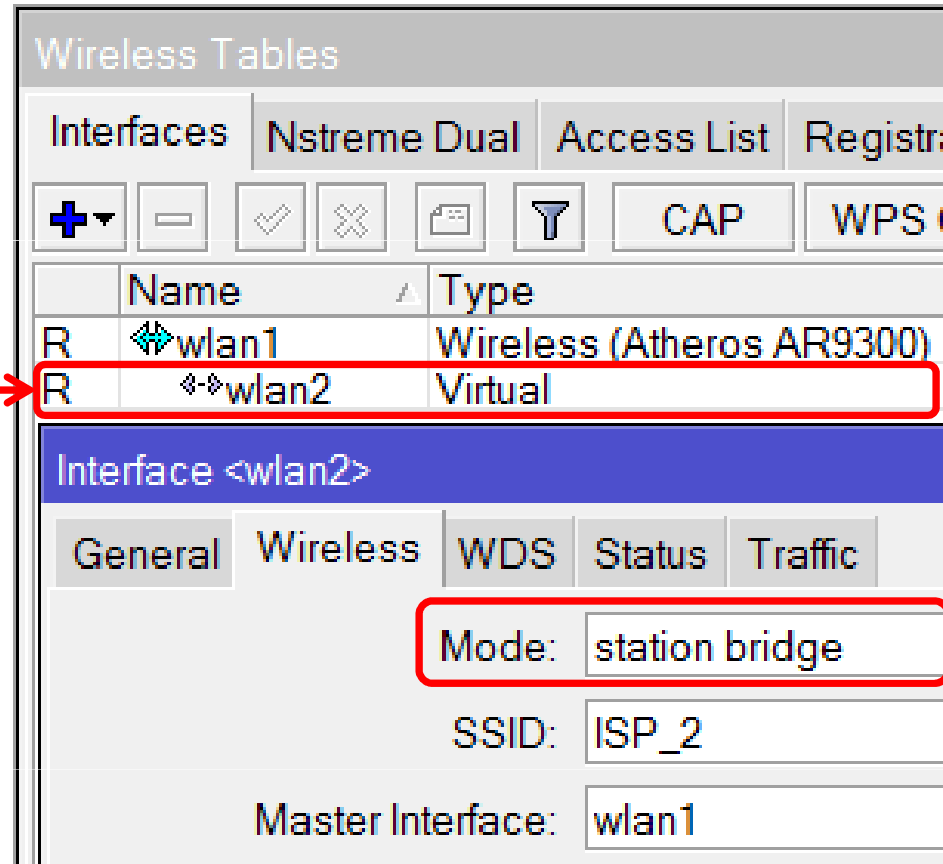 Wireless Tables
Interfaces Nstreme Dual Access List Registra
CAP WPS
Name Type
R wlan1 Wireless (Atheros AR9300)
R wlan2 Virtual
Interface <wlan2>
General Wireless WDS Status Traffic
Mode: station bridge
SSID: ISP_2
Master Interface: wlan1